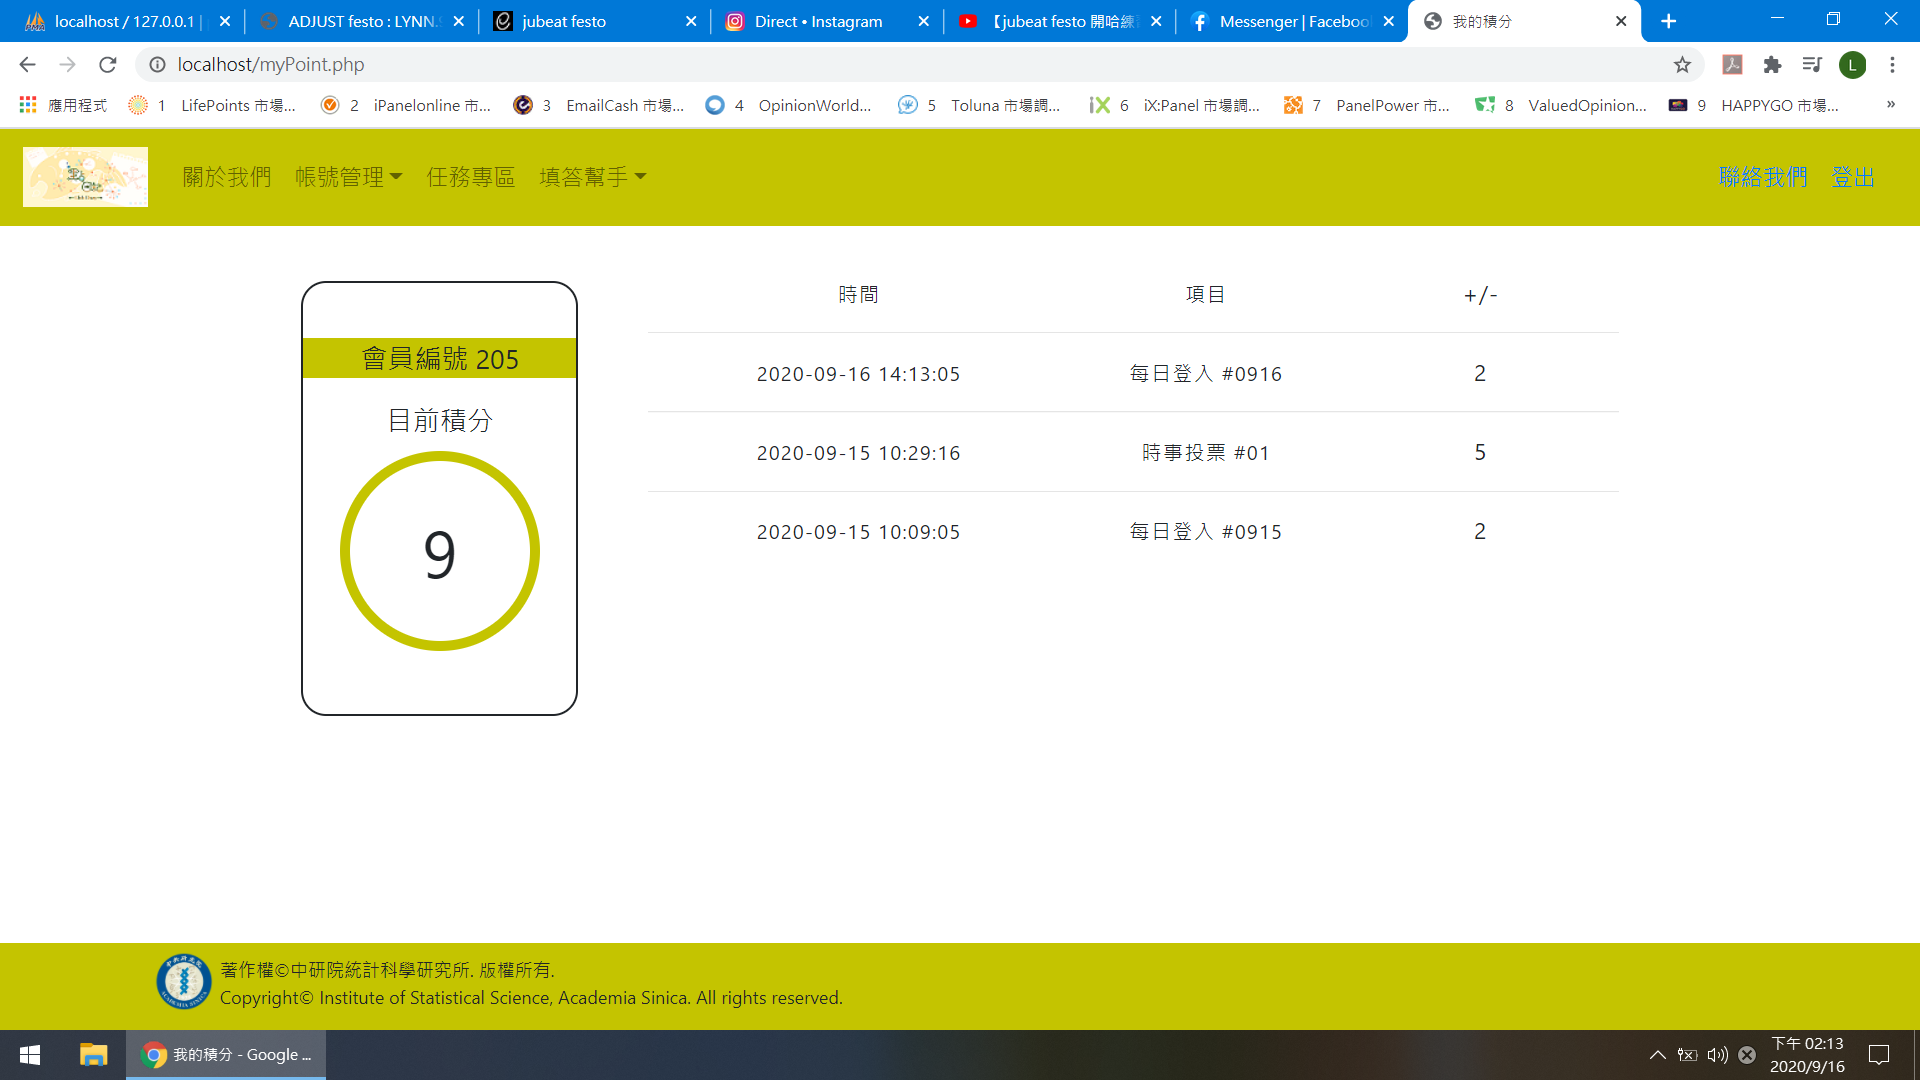 localhost / 127.0.0.1 |
ADJUST festo : LYNN.
jubeat festo
Direct • Instagram
【jubeat festo 開哈練
Messenger | Facebook
我的積分
localhost/myPoint.php
L
應用程式
1 LifePoints 市場...
2 iPanelonline 市...
3 EmailCash 市場...
4 OpinionWorld...
5 Toluna 市場調...
6 iX:Panel 市場調...
7 PanelPower 市...
8 ValuedOpinion...
9 HAPPYGO 市場...
»
關於我們 帳號管理 任務專區 填答幫手
聯絡我們 登出
會員編號 205
目前積分
9
時間 項目 +/-
2020-09-16 14:13:05 每日登入 #0916 2
2020-09-15 10:29:16 時事投票 #01 5
2020-09-15 10:09:05 每日登入 #0915 2
著作權©中研院統計科學研究所. 版權所有.
Copyright© Institute of Statistical Science, Academia Sinica. All rights reserved.
我的積分 - Google ...
下午 02:13
2020/9/16